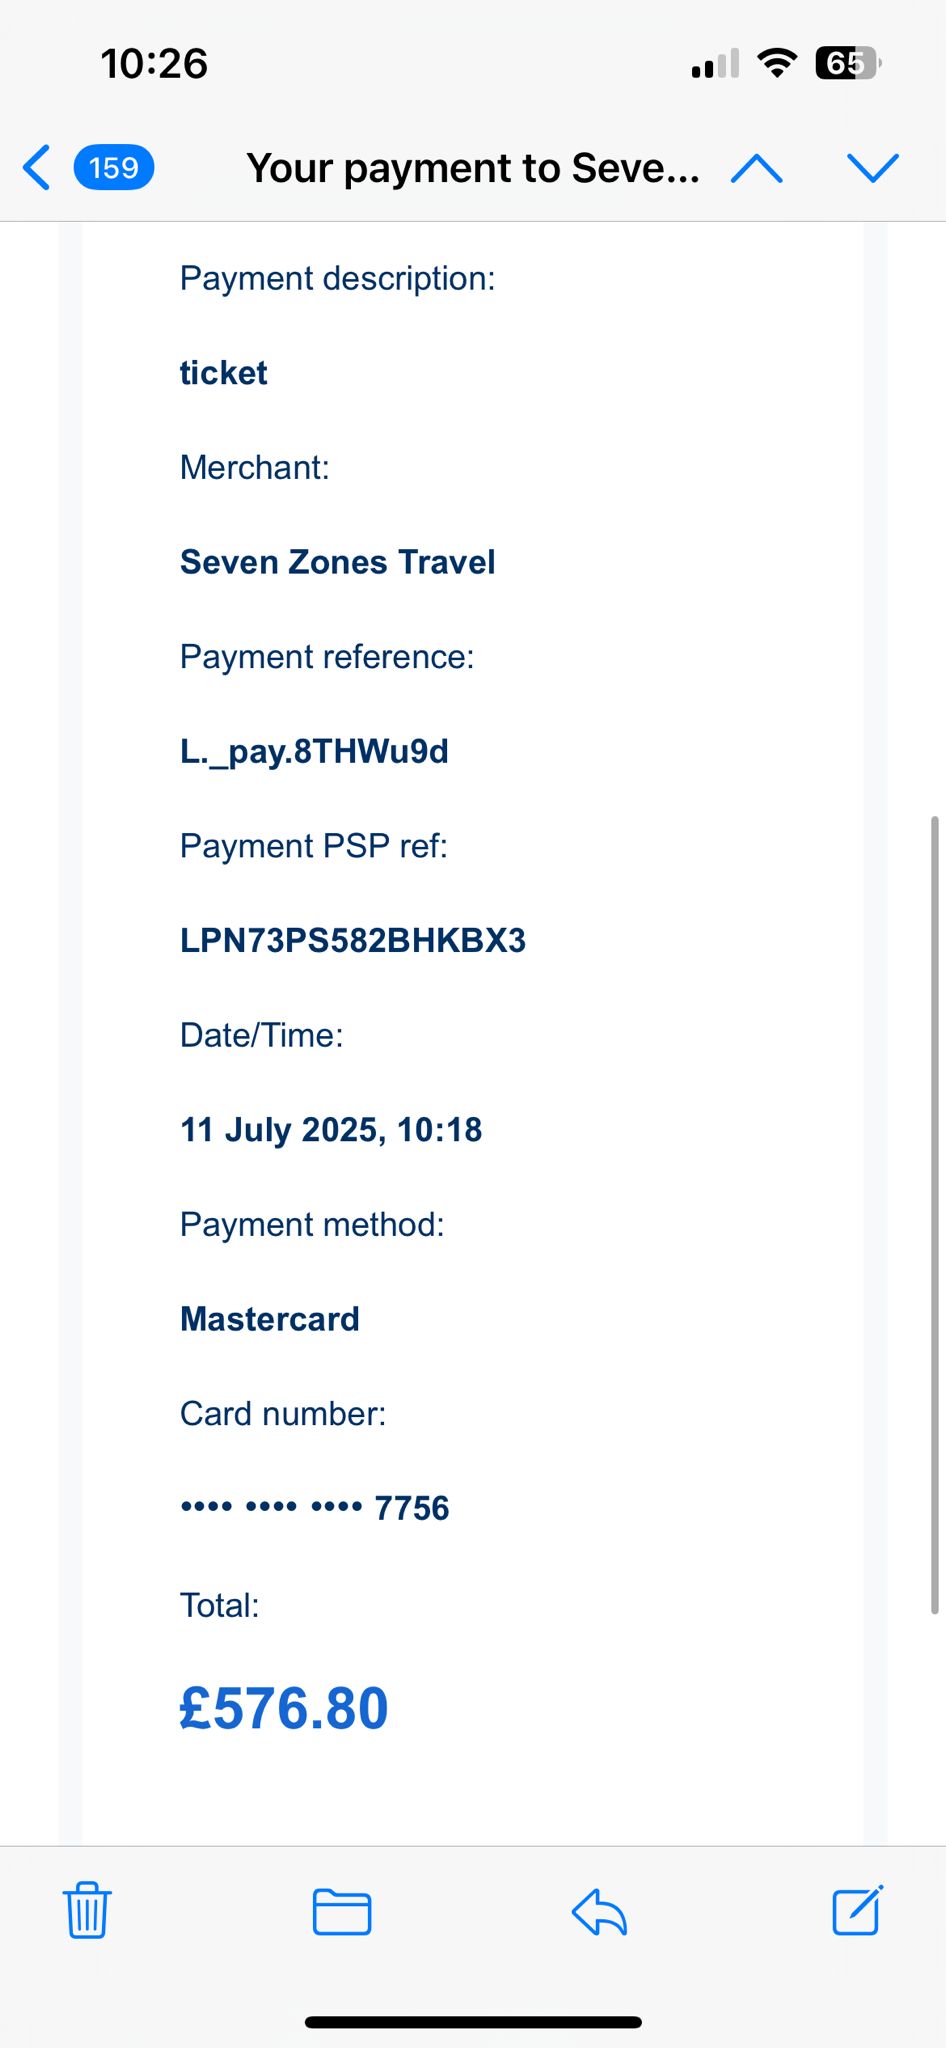 10:26
65
159
Your payment to Seve...
Payment description:
ticket
Merchant:
Seven Zones Travel
Payment reference:
L._pay.8THWu9d
Payment PSP ref:
LPN73PS582BHKBX3
Date/Time:
11 July 2025, 10:18
Payment method:
Mastercard
Card number:
•••• •••• •••• 7756
Total:
£576.80